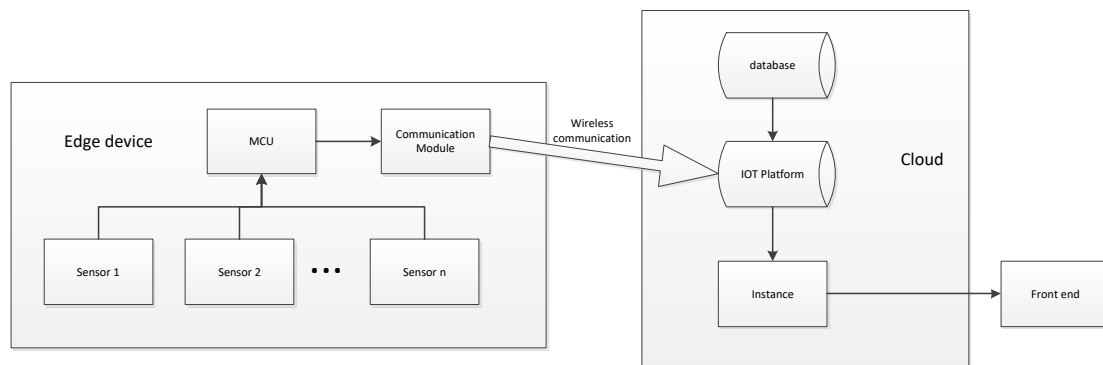 Edge device
MCU
Communication
Module
Sensor 1
Sensor 2
...
Sensor n
Wireless
communication
Cloud
database
IOT Platform
Instance
Front end